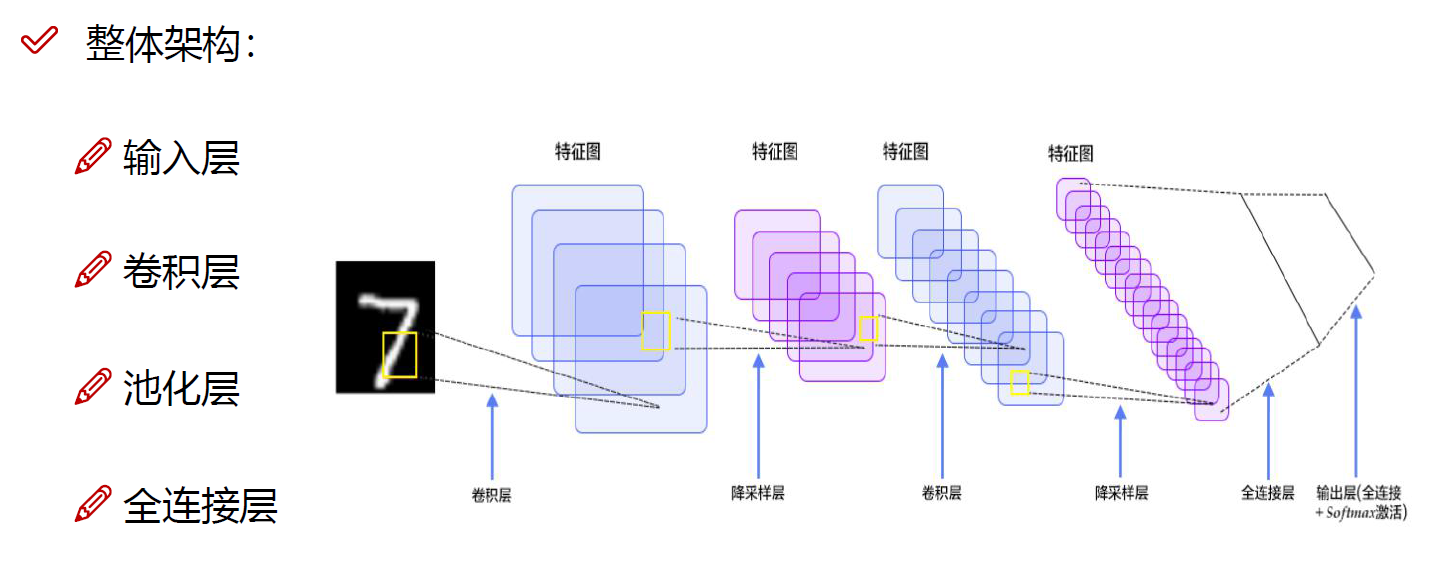 整体架构：
输入层
卷积层
池化层
全连接层
特征图
特征图
特征图
特征图
卷积层
降采样层
卷积层
降采样层
全连接层
输出层(全连接
+Softmax激活)
7